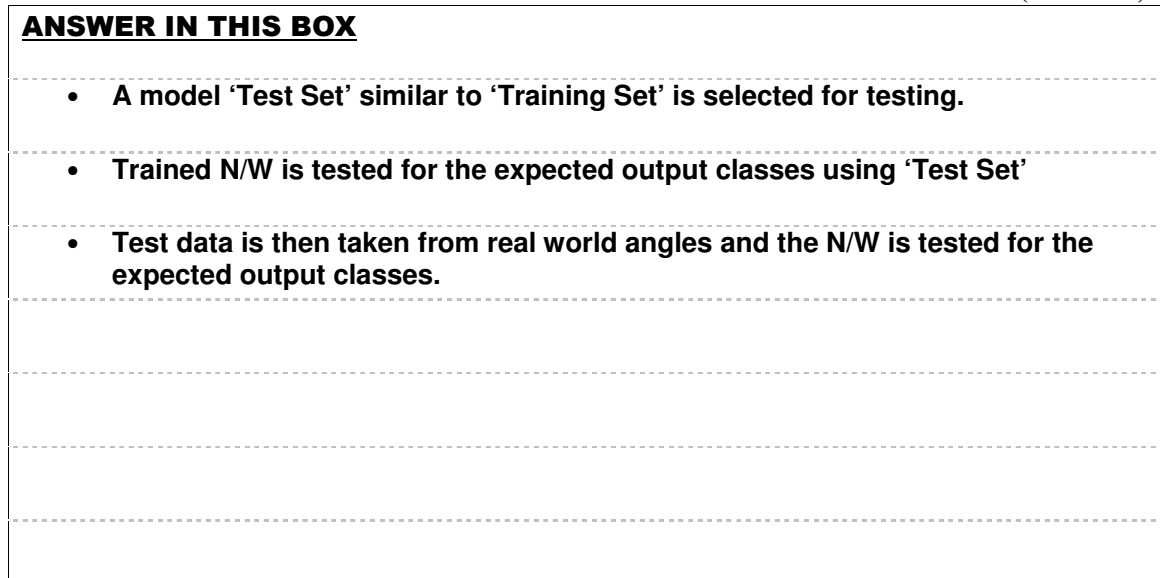 ANSWER IN THIS BOX
• A model ‘Test Set’ similar to ‘Training Set’ is selected for testing.
• Trained N/W is tested for the expected output classes using ‘Test Set’
• Test data is then taken from real world angles and the N/W is tested for the
expected output classes.